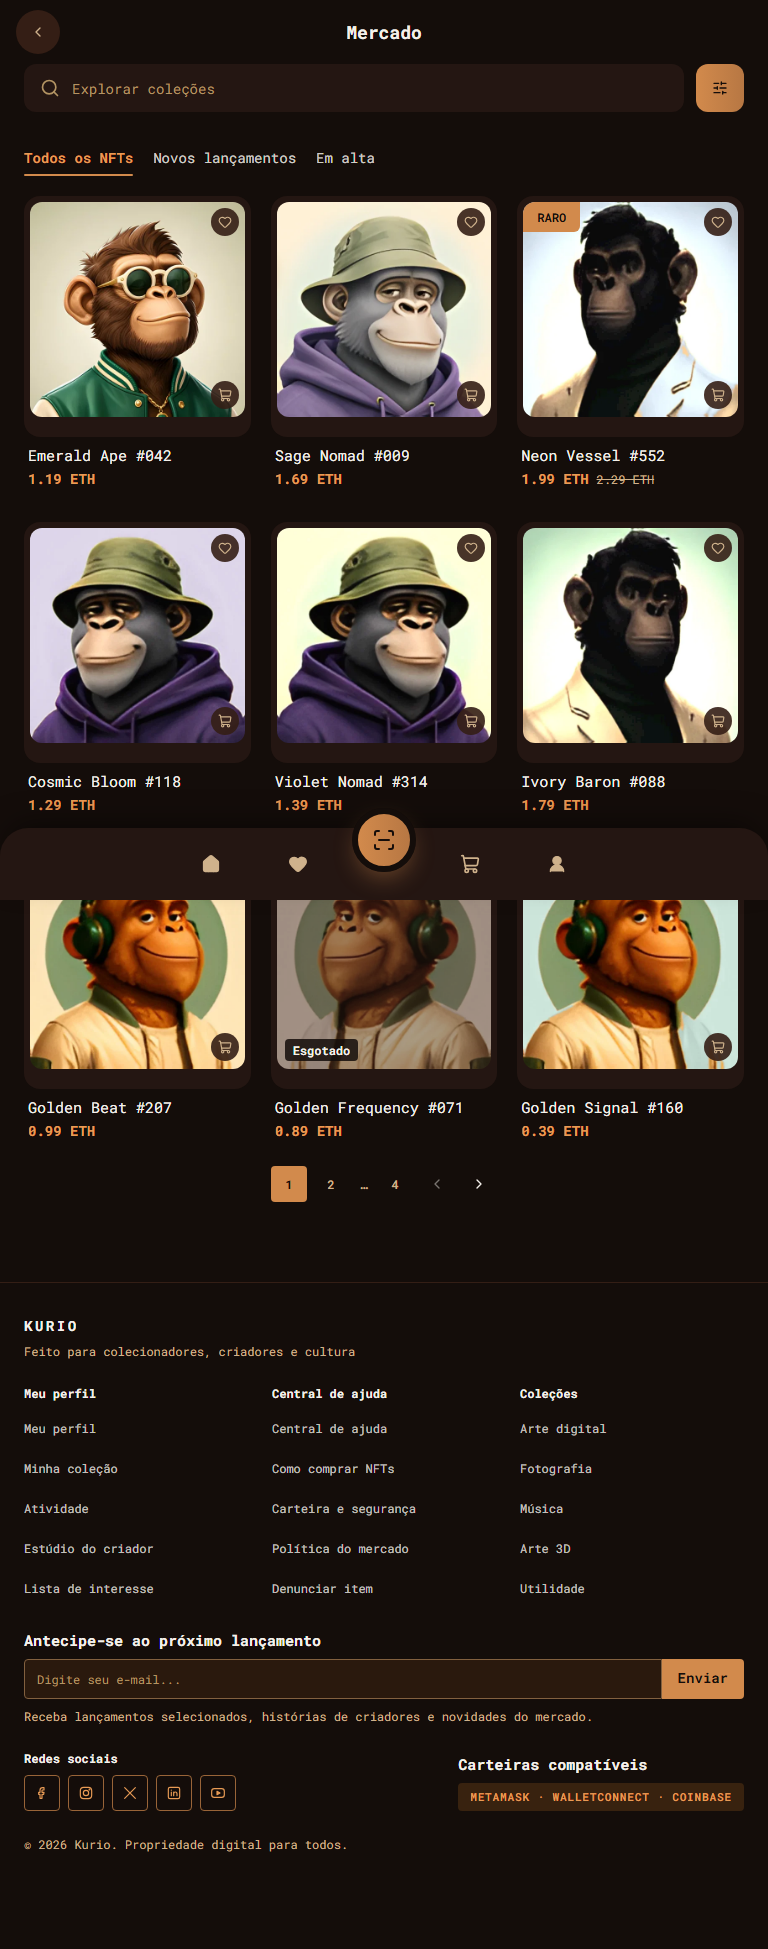 Mercado
Explorar coleções
Todos os NFTs Novos lançamentos Em alta
RARO
Emerald Ape #042
1.19 ETH
Sage Nomad #009
1.69 ETH
Neon Vessel #552
1.99 ETH 2.29 ETH
Cosmic Bloom #118
1.29 ETH
Violet Nomad #314
1.39 ETH
Ivory Baron #088
1.79 ETH
Esgotado
Golden Beat #207
0.99 ETH
Golden Frequency #071
0.89 ETH
Golden Signal #160
0.39 ETH
1 2 … 4
KURIO
Feito para colecionadores, criadores e cultura
Meu perfil
Meu perfil
Minha coleção
Atividade
Estúdio do criador
Lista de interesse
Central de ajuda
Central de ajuda
Como comprar NFTs
Carteira e segurança
Política do mercado
Denunciar item
Coleções
Arte digital
Fotografia
Música
Arte 3D
Utilidade
Antecipe-se ao próximo lançamento
Digite seu e-mail... Enviar
Receba lançamentos selecionados, histórias de criadores e novidades do mercado.
Redes sociais
Carteiras compatíveis
METAMASK · WALLETCONNECT · COINBASE
© 2026 Kurio. Propriedade digital para todos.